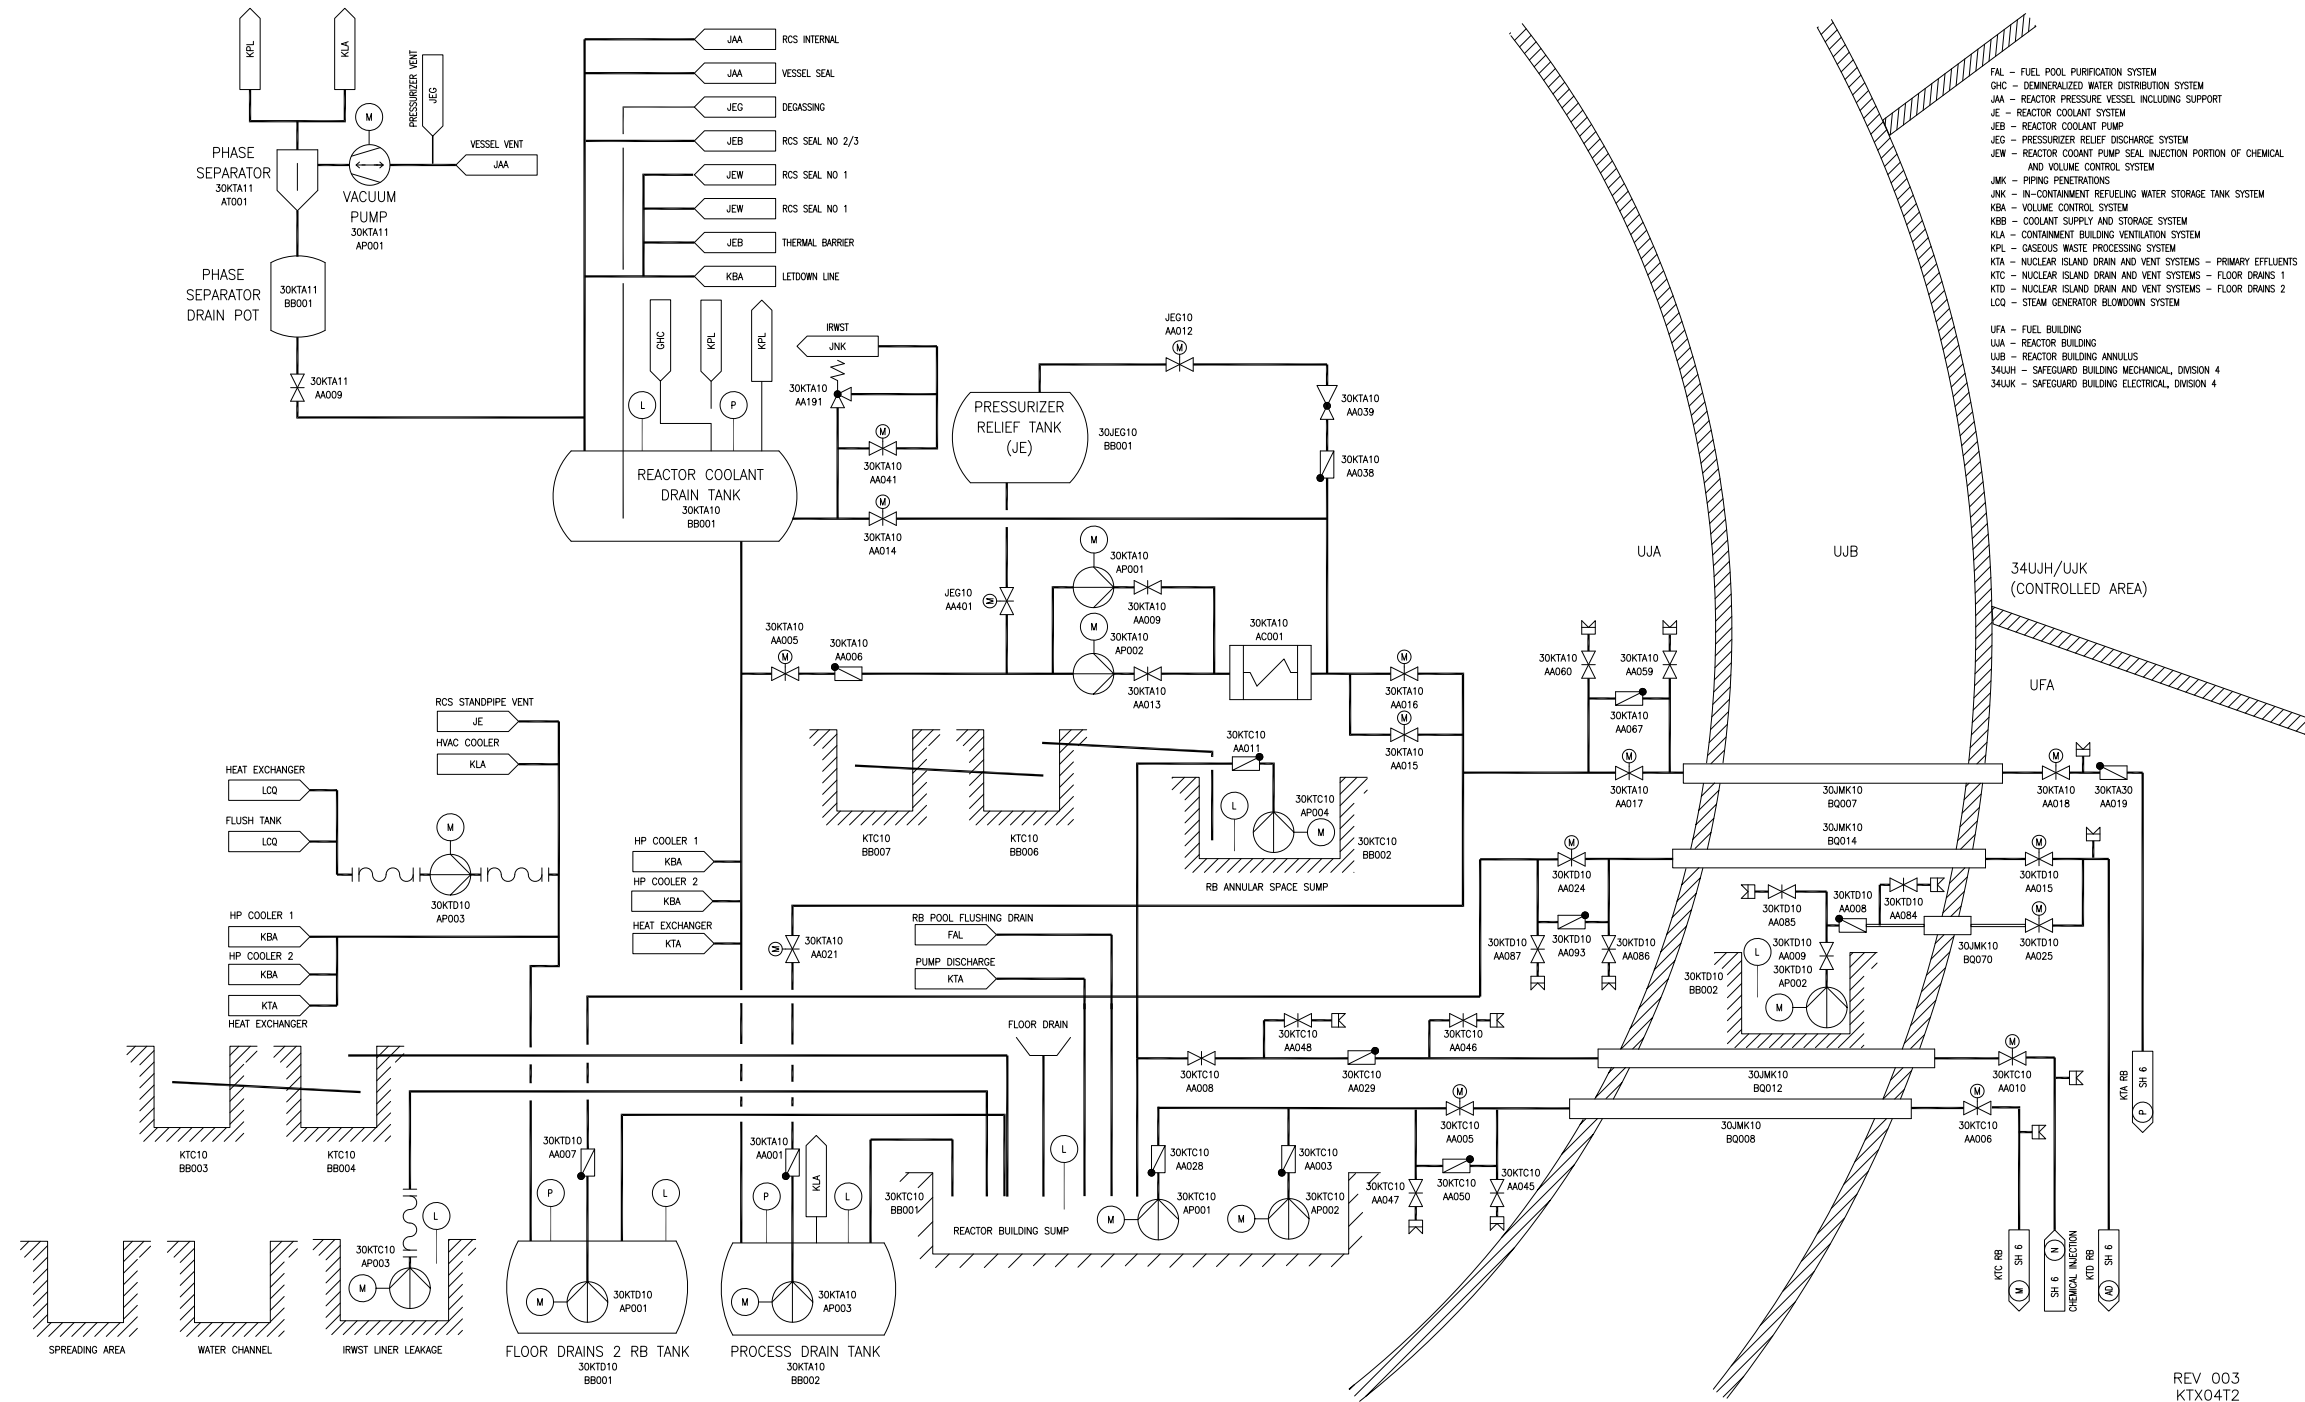 KPL
KLA
PRESSURIZER VENT
JEG
M
VESSEL VENT
JAA
PHASE
SEPARATOR
30KTA11
AT001
VACUUM
PUMP
30KTA11
AP001
PHASE
SEPARATOR
DRAIN POT
30KTA11
BB001
30KTA11
AA009
JAA RCS INTERNAL
JAA VESSEL SEAL
JEG DEGASSING
JEB RCS SEAL NO 2/3
JEW RCS SEAL NO 1
JEW RCS SEAL NO 1
JEB THERMAL BARRIER
KBA LETDOWN LINE
GHC
KPL
KPL
L
P
REACTOR COOLANT
DRAIN TANK
30KTA10
BB001
IRWST
JNK
30KTA10
AA191
M
30KTA10
AA041
M
30KTA10
AA014
PRESSURIZER
RELIEF TANK
(JE)
30JEG10
BB001
JEG10
AA012
M
30KTA10
AA039
30KTA10
AA038
FAL – FUEL POOL PURIFICATION SYSTEM
GHC – DEMINERALIZED WATER DISTRIBUTION SYSTEM
JAA – REACTOR PRESSURE VESSEL INCLUDING SUPPORT
JE – REACTOR COOLANT SYSTEM
JEB – REACTOR COOLANT PUMP
JEG – PRESSURIZER RELIEF DISCHARGE SYSTEM
JEW – REACTOR COOANT PUMP SEAL INJECTION PORTION OF CHEMICAL
AND VOLUME CONTROL SYSTEM
JMK – PIPING PENETRATIONS
JNK – IN-CONTAINMENT REFUELING WATER STORAGE TANK SYSTEM
KBA – VOLUME CONTROL SYSTEM
KBB – COOLANT SUPPLY AND STORAGE SYSTEM
KLA – CONTAINMENT BUILDING VENTILATION SYSTEM
KPL – GASEOUS WASTE PROCESSING SYSTEM
KTA – NUCLEAR ISLAND DRAIN AND VENT SYSTEMS – PRIMARY EFFLUENTS
KTC – NUCLEAR ISLAND DRAIN AND VENT SYSTEMS – FLOOR DRAINS 1
KTD – NUCLEAR ISLAND DRAIN AND VENT SYSTEMS – FLOOR DRAINS 2
LCQ – STEAM GENERATOR BLOWDOWN SYSTEM
UFA – FUEL BUILDING
UJA – REACTOR BUILDING
UJB – REACTOR BUILDING ANNULUS
34UJH – SAFEGUARD BUILDING MECHANICAL, DIVISION 4
34UJK – SAFEGUARD BUILDING ELECTRICAL, DIVISION 4
UJA
UJB
34UJH/UJK
(CONTROLLED AREA)
UFA
M
30KTA10
AP001
30KTA10
AA009
JEG10
AA401
M
M
30KTA10
AP002
30KTA10
AA013
30KTA10
AA005
M
30KTA10
AA006
30KTA10
AC001
M
30KTA10
AA016
M
30KTA10
AA015
30KTA10
AA060
30KTA10
AA059
30KTA10
AA067
M
30KTA10
AA017
30JMK10
BQ007
M
30KTA10
AA018
30KTA30
AA019
RCS STANDPIPE VENT
JE
HVAC COOLER
KLA
HEAT EXCHANGER
LCQ
FLUSH TANK
LCQ
M
30KTD10
AP003
HP COOLER 1
KBA
HP COOLER 2
KBA
KTA
HEAT EXCHANGER
HP COOLER 1
KBA
HP COOLER 2
KBA
HEAT EXCHANGER
KTA
KTC10
BB007
KTC10
BB006
30KTC10
AA011
L
30KTC10
AP004
M
30KTC10
BB002
RB ANNULAR SPACE SUMP
M
30KTA10
AA021
RB POOL FLUSHING DRAIN
FAL
PUMP DISCHARGE
KTA
M
30KTD10
AA024
30KTD10
AA087
30KTD10
AA093
30KTD10
AA086
30JMK10
BQ014
M
30KTD10
AA015
30KTD10
AA085
30KTD10
AA008
30KTD10
AA084
30JMK10
BQ070
M
30KTD10
AA025
30KTD10
AA009
30KTD10
AP002
L
M
30KTD10
BB002
FLOOR DRAIN
30KTC10
AA008
30KTC10
AA048
30KTC10
AA029
30KTC10
AA046
30JMK10
BQ012
M
30KTC10
AA010
M
30KTC10
AA005
30JMK10
BQ008
M
30KTC10
AA006
30KTC10
AA047
30KTC10
AA050
30KTC10
AA045
KTC10
BB003
KTC10
BB004
30KTD10
AA007
30KTA10
AA001
P
L
P
KLA
L
30KTC10
BB001
L
REACTOR BUILDING SUMP
30KTC10
AA028
M
30KTC10
AP001
30KTC10
AA003
M
30KTC10
AP002
L
30KTC10
AP003
M
SPREADING AREA
WATER CHANNEL
IRWST LINER LEAKAGE
M
30KTD10
AP001
FLOOR DRAINS 2 RB TANK
30KTD10
BB001
M
30KTA10
AP003
PROCESS DRAIN TANK
30KTA10
BB002
KTA RB
P SH 6
KTC RB
M SH 6
SH 6 N
CHEMICAL INJECTION
KTD RB
AD SH 6
REV 003
KTX04T2